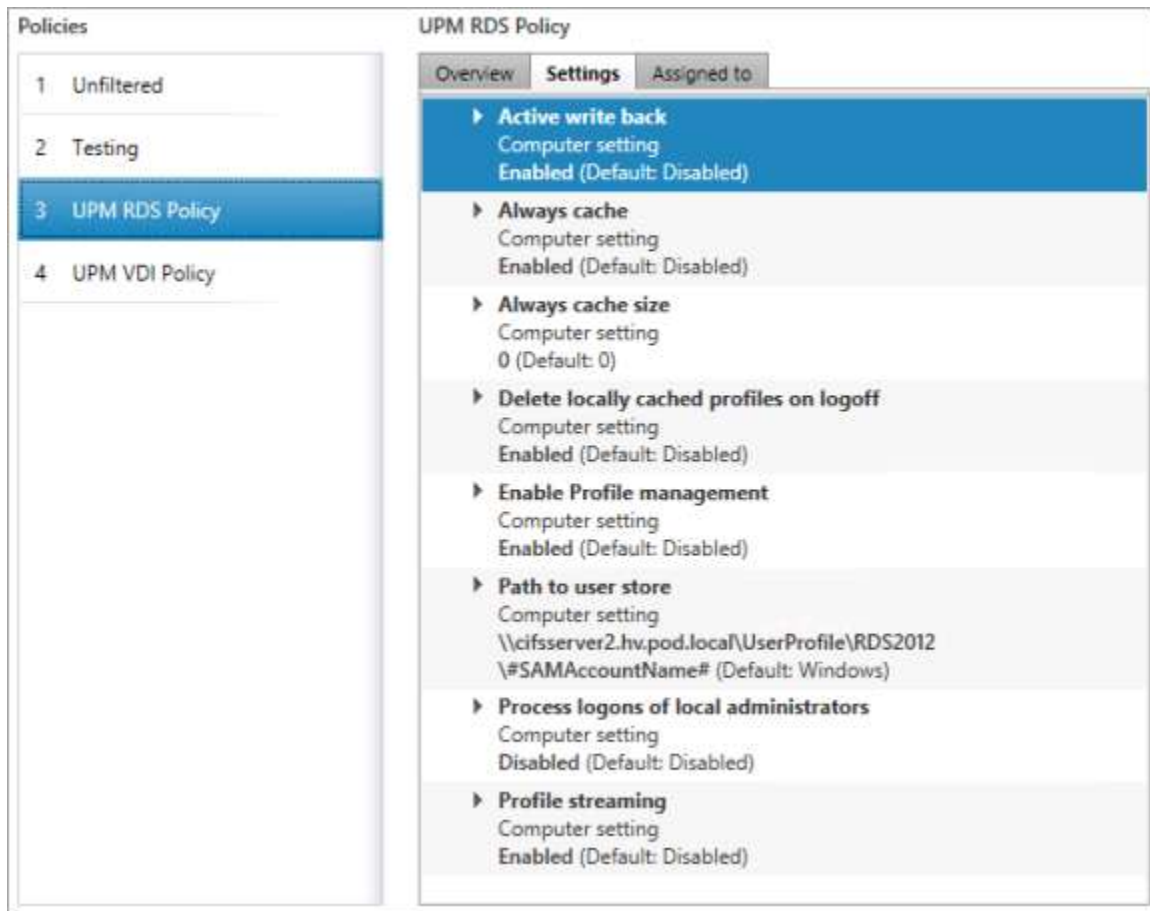 Policies
1 Unfiltered
2 Testing
3 UPM RDS Policy
4 UPM VDI Policy
UPM RDS Policy
Overview Settings Assigned to
Active write back
Computer setting
Enabled (Default: Disabled)
Always cache
Computer setting
Enabled (Default: Disabled)
Always cache size
Computer setting
0 (Default: 0)
Delete locally cached profiles on logoff
Computer setting
Enabled (Default: Disabled)
Enable Profile management
Computer setting
Enabled (Default: Disabled)
Path to user store
Computer setting
\\cifsserver2.hv.pod.local\UserProfile\RDS2012
\#SAMAccountName# (Default: Windows)
Process logons of local administrators
Computer setting
Disabled (Default: Disabled)
Profile streaming
Computer setting
Enabled (Default: Disabled)